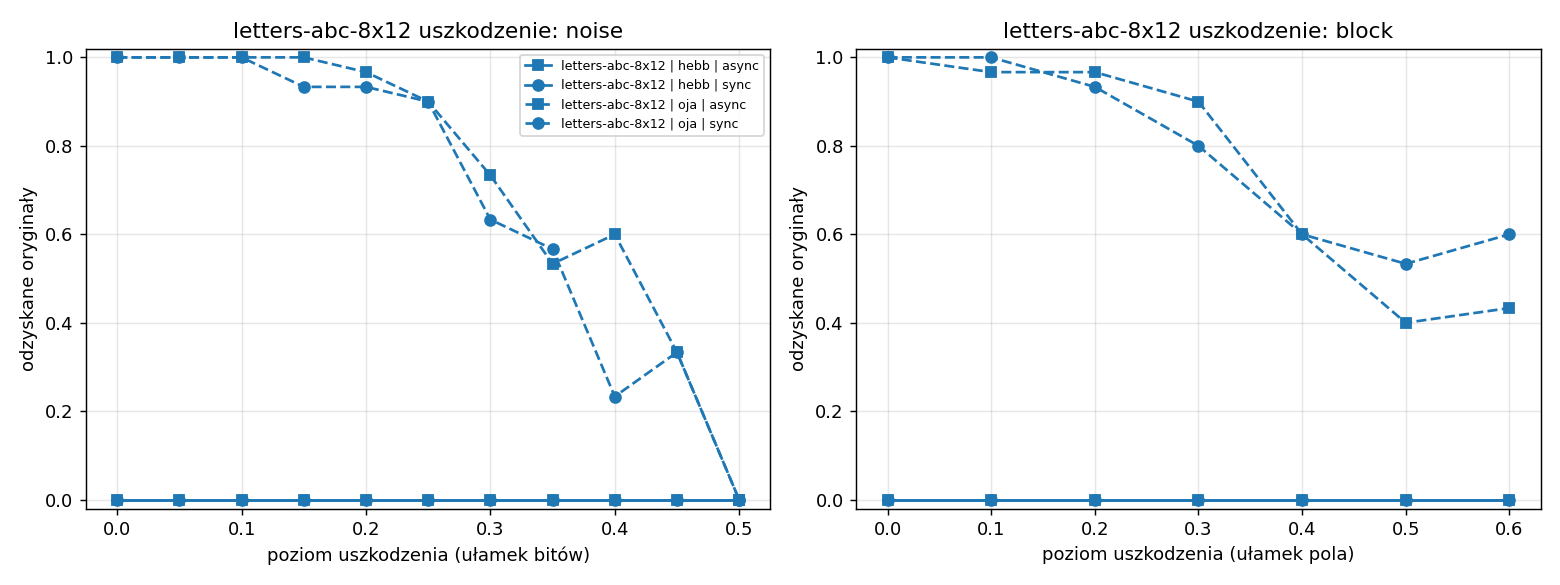 letters-abc-8x12 uszkodzenie: noise
letters-abc-8x12 | hebb | async
letters-abc-8x12 | hebb | sync
letters-abc-8x12 | oja | async
letters-abc-8x12 | oja | sync
odzyskane oryginały
1.0
0.8
0.6
0.4
0.2
0.0
0.0 0.1 0.2 0.3 0.4 0.5
poziom uszkodzenia (ułamek bitów)
letters-abc-8x12 uszkodzenie: block
odzyskane oryginały
1.0
0.8
0.6
0.4
0.2
0.0
0.0 0.1 0.2 0.3 0.4 0.5 0.6
poziom uszkodzenia (ułamek pola)